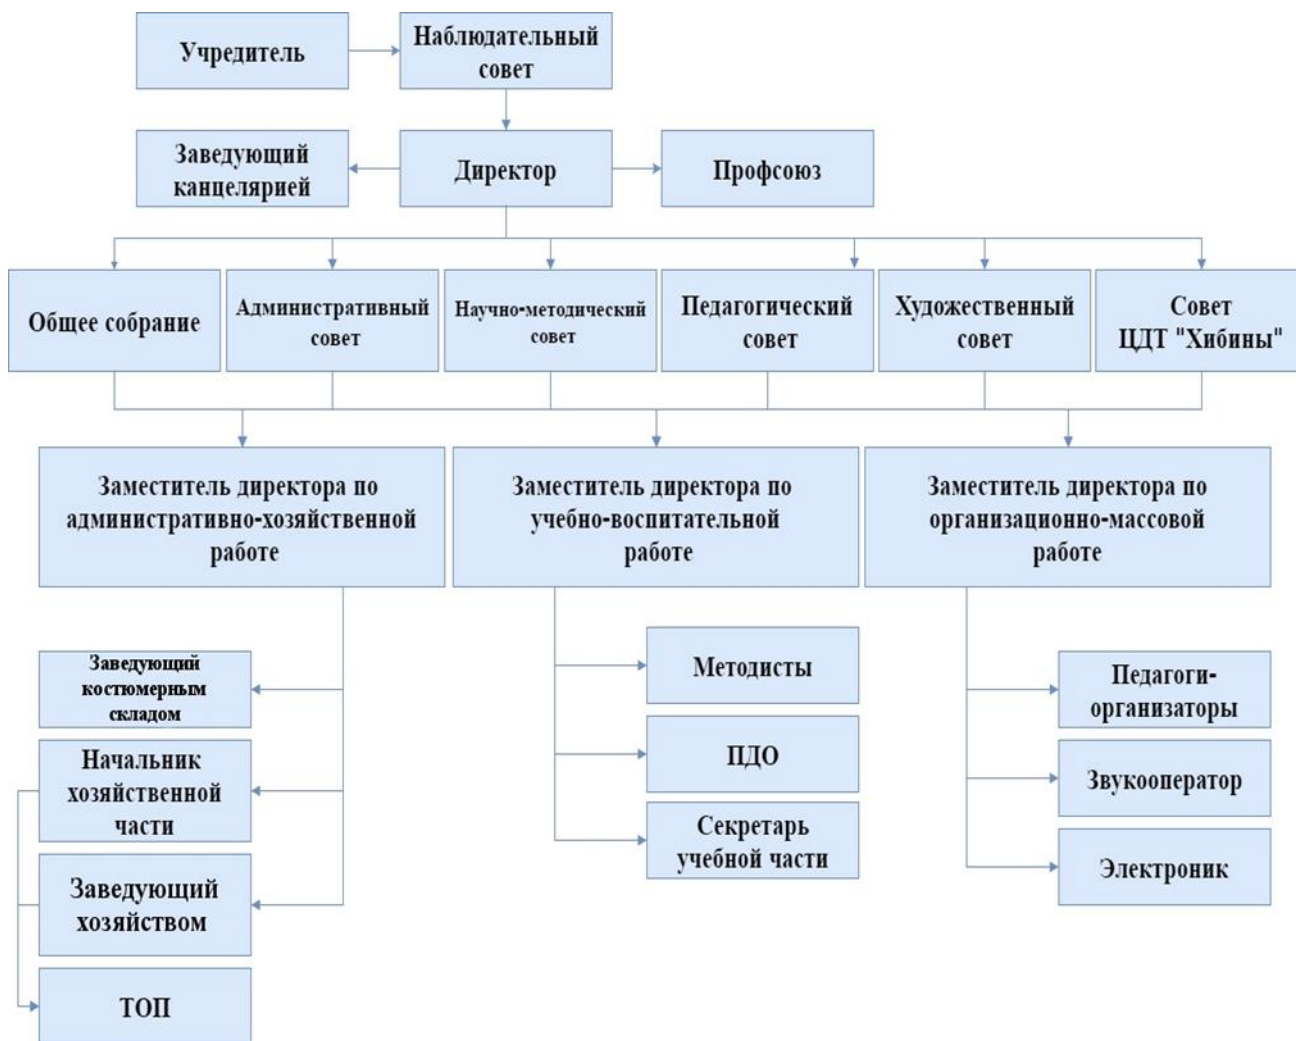 Учредитель
Наблюдательный
совет
Заведующий
канцелярией
Директор
Профсоюз
Общее собрание
Административный
совет
Научно-методический
совет
Педагогический
совет
Художественный
совет
Совет
ЦДТ "Хибины"
Заместитель директора по
административно-хозяйственной
работе
Заместитель директора по
учебно-воспитательной
работе
Заместитель директора по
организационно-массовой
работе
Заведующий
костюмерным
складом
Начальник
хозяйственной
части
Заведующий
хозяйством
ТОП
Методисты
ПДО
Секретарь
учебной части
Педагоги-
организаторы
Звукооператор
Электроник